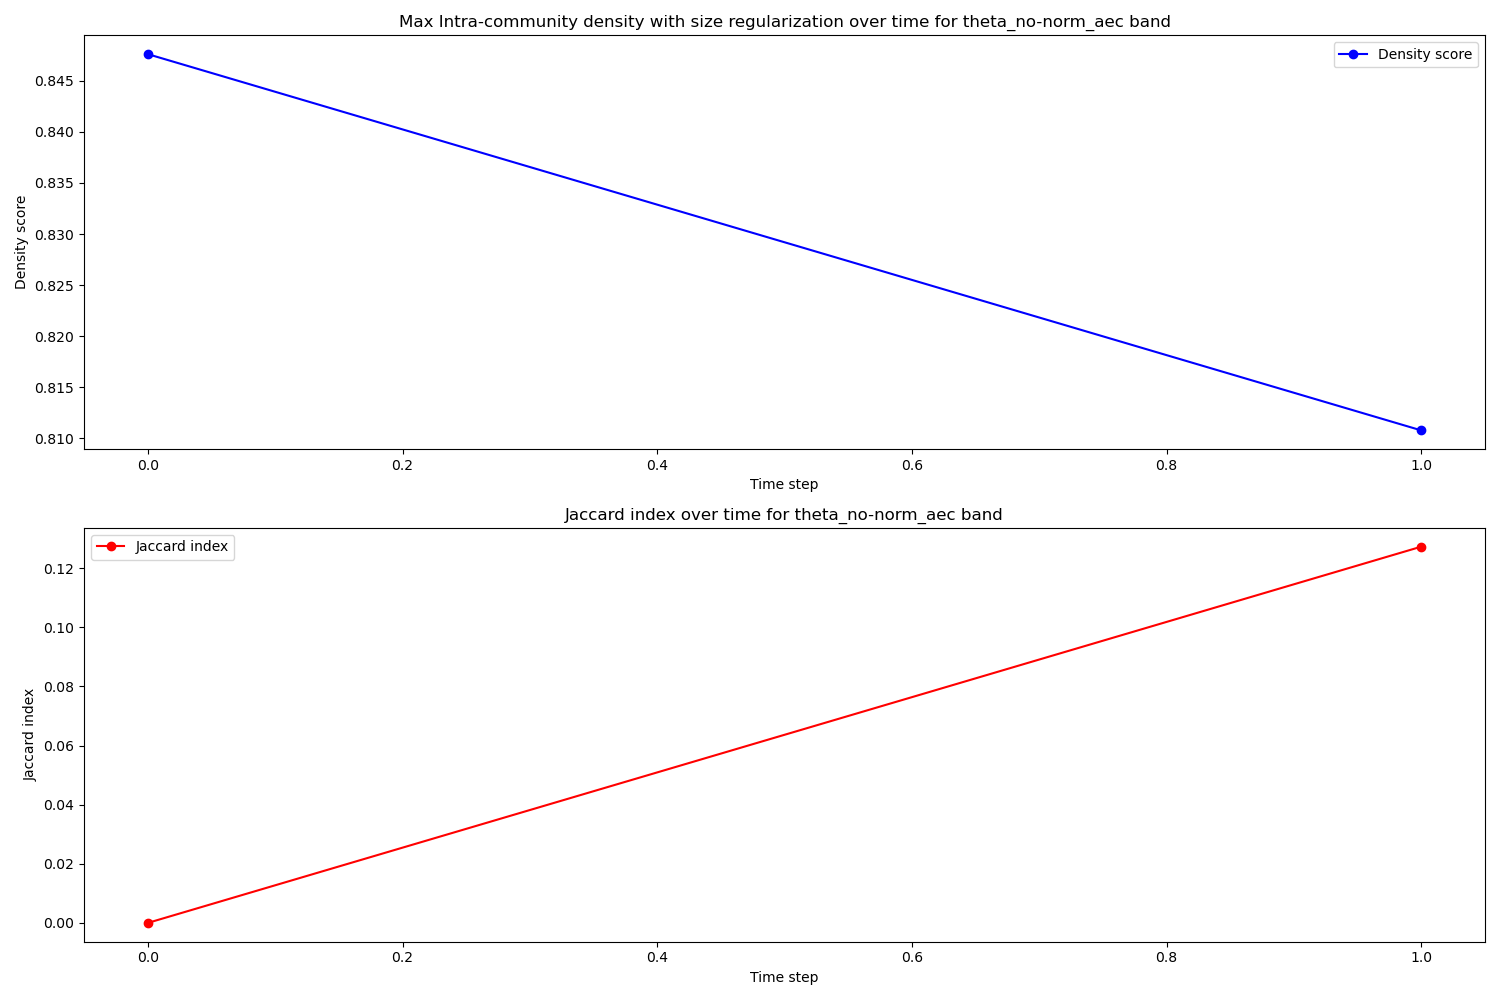 Max Intra-community density with size regularization over time for theta_no-norm_aec band
Density score
0.845
0.840
0.835
0.830
0.825
0.820
0.815
0.810
Density score
0.0 0.2 0.4 0.6 0.8 1.0
Time step
Jaccard index over time for theta_no-norm_aec band
Jaccard index
0.12
0.10
0.08
0.06
0.04
0.02
0.00
Jaccard index
0.0 0.2 0.4 0.6 0.8 1.0
Time step